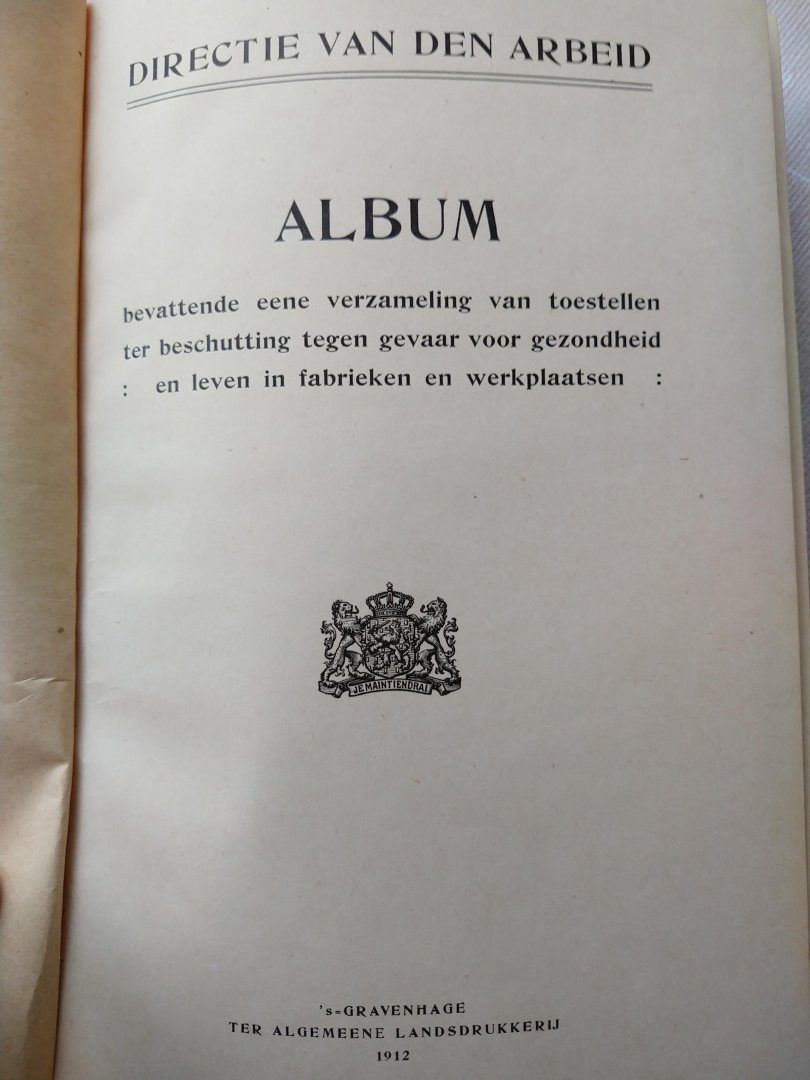 DIRECTIE VAN DEN ARBEID
ALBUM
bevattende eene verzameling van toestellen
ter beschutting tegen gevaar voor gezondheid
: en leven in fabrieken en werkplaatsen :
JE MAINTIENDRAI
's=GRAVENHAGE
TER ALGEMEENE LANDSDRUKKERIJ
1912